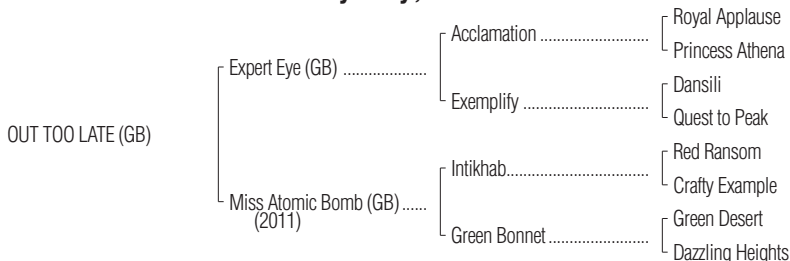 OUT TOO LATE (GB)
Expert Eye (GB) ....................
Miss Atomic Bomb (GB) ......
(2011)
Acclamation ..........................
Exemplify ..............................
Intikhab..................................
Green Bonnet ........................
Royal Applause
Princess Athena
Dansili
Quest to Peak
Red Ransom
Crafty Example
Green Desert
Dazzling Heights